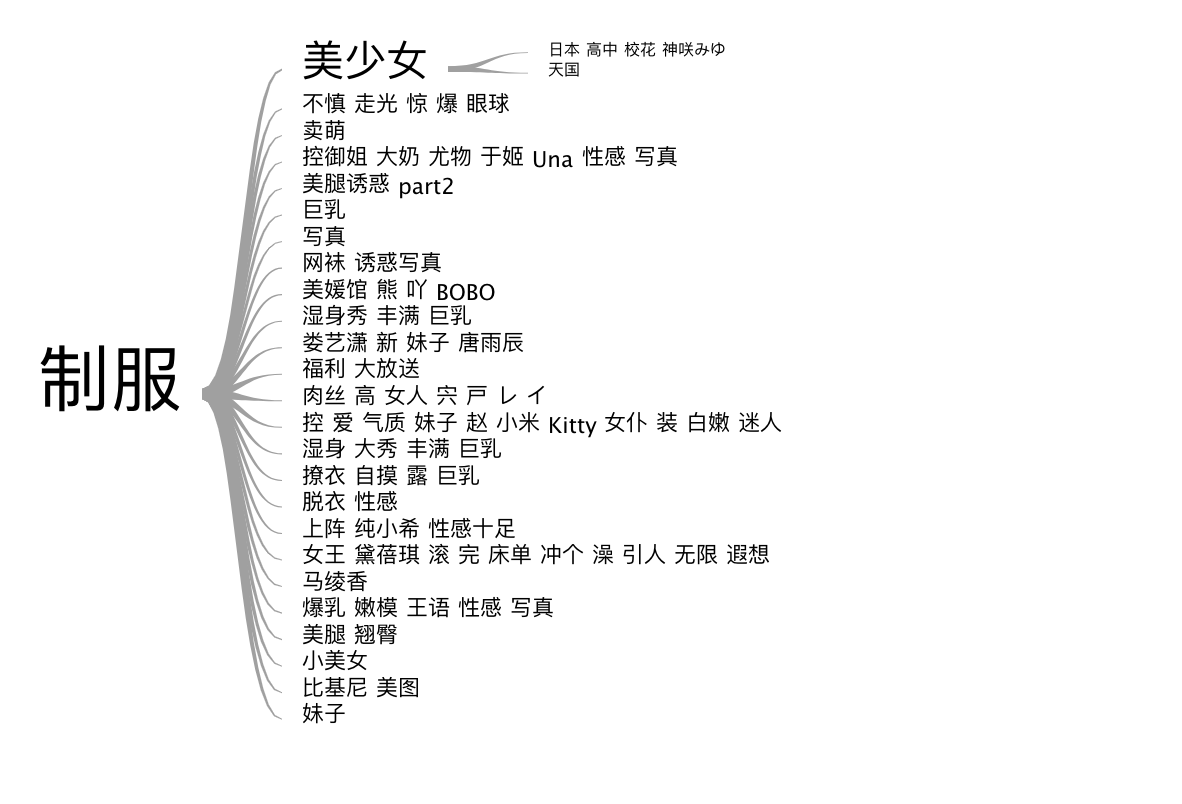 制服
美少女
日本 高中 校花 神咲みゆ
天国
不慎 走光 惊 爆 眼球
卖萌
控御姐 大奶 尤物 于姬 Una 性感 写真
美腿诱惑 part2
巨乳
写真
网袜 诱惑写真
美媛馆 熊 吖 BOBO
湿身秀 丰满 巨乳
娄艺潇 新 妹子 唐雨辰
福利 大放送
肉丝 高 女人 宍 戸 レ イ
控 爱 气质 妹子 赵 小米 Kitty 女仆 装 白嫩 迷人
湿身 大秀 丰满 巨乳
撩衣 自摸 露 巨乳
脱衣 性感
上阵 纯小希 性感十足
女王 黛蓓琪 滚 完 床单 冲个 澡 引人 无限 遐想
马绫香
爆乳 嫩模 王语 性感 写真
美腿 翘臀
小美女
比基尼 美图
妹子